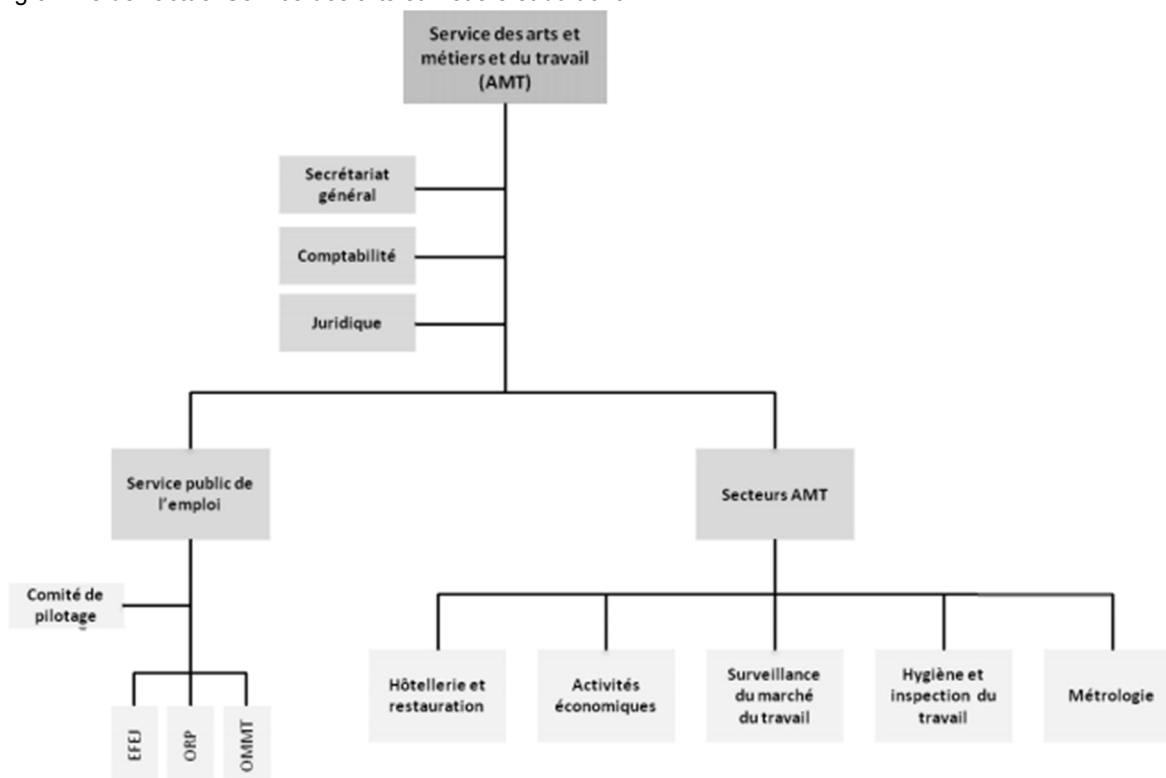 Service des arts et
métiers et du travail
(AMT)
Secrétariat
général
Comptabilité
Juridique
Service public de
l'emploi
Secteurs AMT
Comité de
pilotage
Hôtellerie et
restauration
Activités
économiques
Surveillance
du marché
du travail
Hygiène et
inspection du
travail
Métrologie
EFEJ
ORP
OMMT